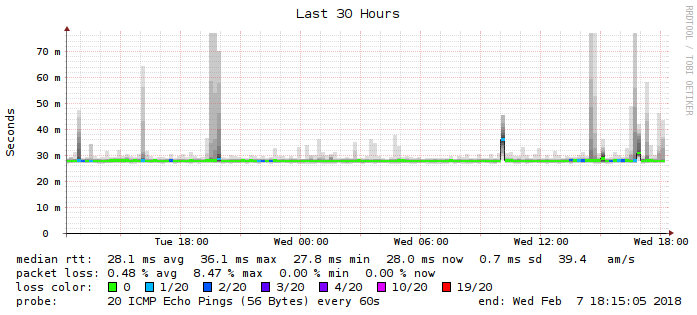 Last 30 Hours
RRDTOOL / TOBI OETIKER
Seconds
70 m
60 m
50 m
40 m
30 m
20 m
10 m
0
Tue 18:00 Wed 00:00 Wed 06:00 Wed 12:00 Wed 18:00
median rtt: 28.1 ms avg 36.1 ms max 27.8 ms min 28.0 ms now 0.7 ms sd 39.4 am/s
packet loss: 0.48 % avg 8.47 % max 0.00 % min 0.00 % now
loss color: 0 1/20 2/20 3/20 4/20 10/20 19/20
probe: 20 ICMP Echo Pings (56 Bytes) every 60s end: Wed Feb 7 18:15:05 2018